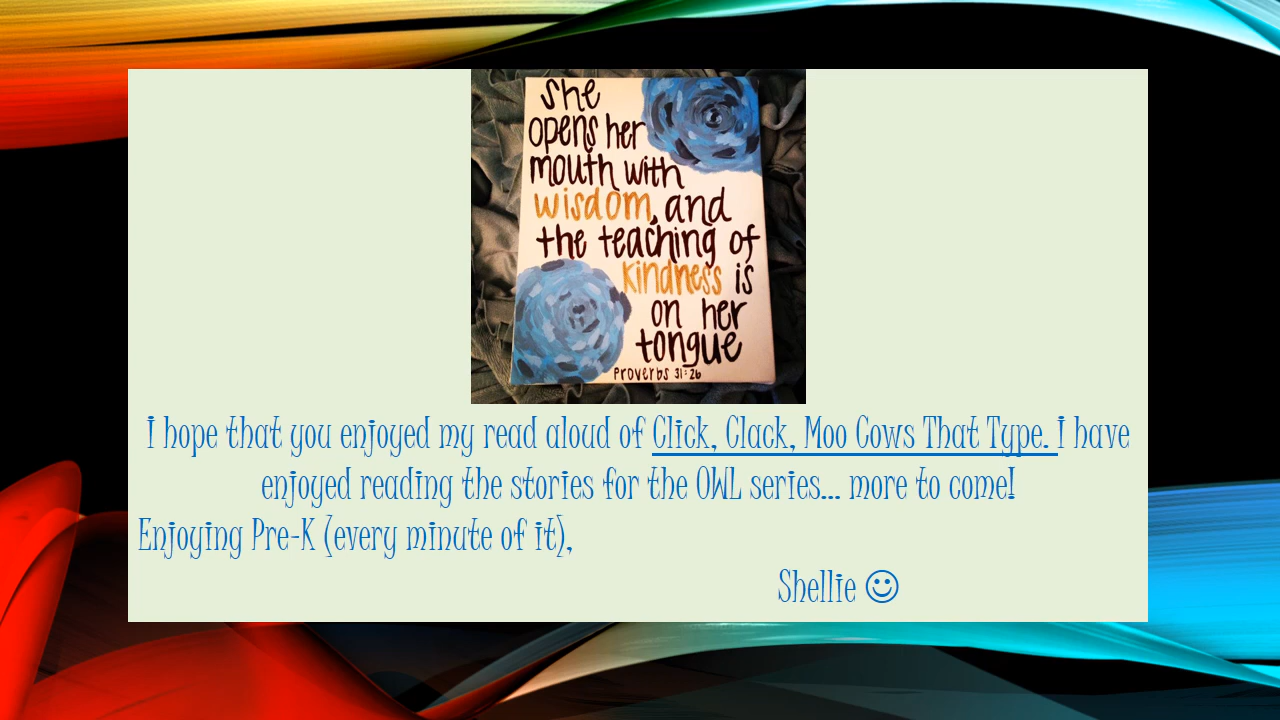 she
opens her
mouth with
wisdom, and
the teaching of
kindness is
on her
tongue
Proverbs 31:26
I hope that you enjoyed my read aloud of Click, Clack, Moo Cows That Type. I have
enjoyed reading the stories for the OWL series... more to come!
Enjoying Pre-K (every minute of it),
Shellie ☺